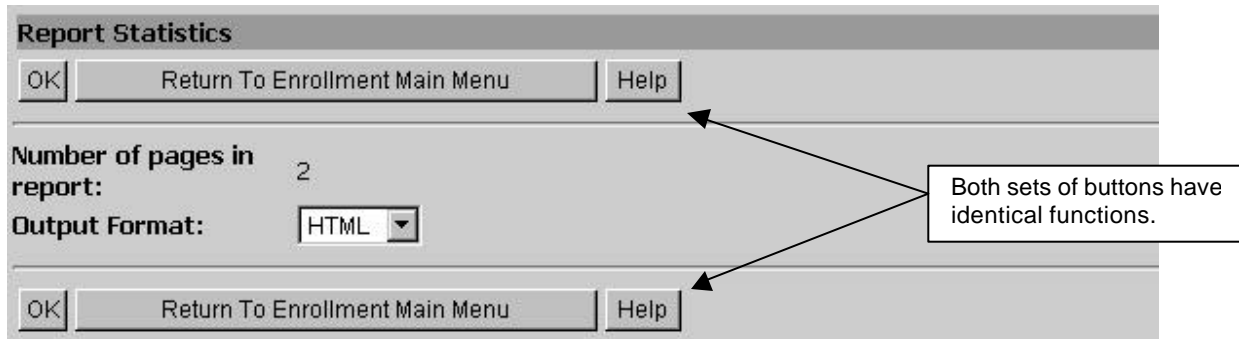 Report Statistics
OK Return To Enrollment Main Menu Help
Number of pages in
report: 2
Output Format: HTML
Both sets of buttons have
identical functions.
OK Return To Enrollment Main Menu Help